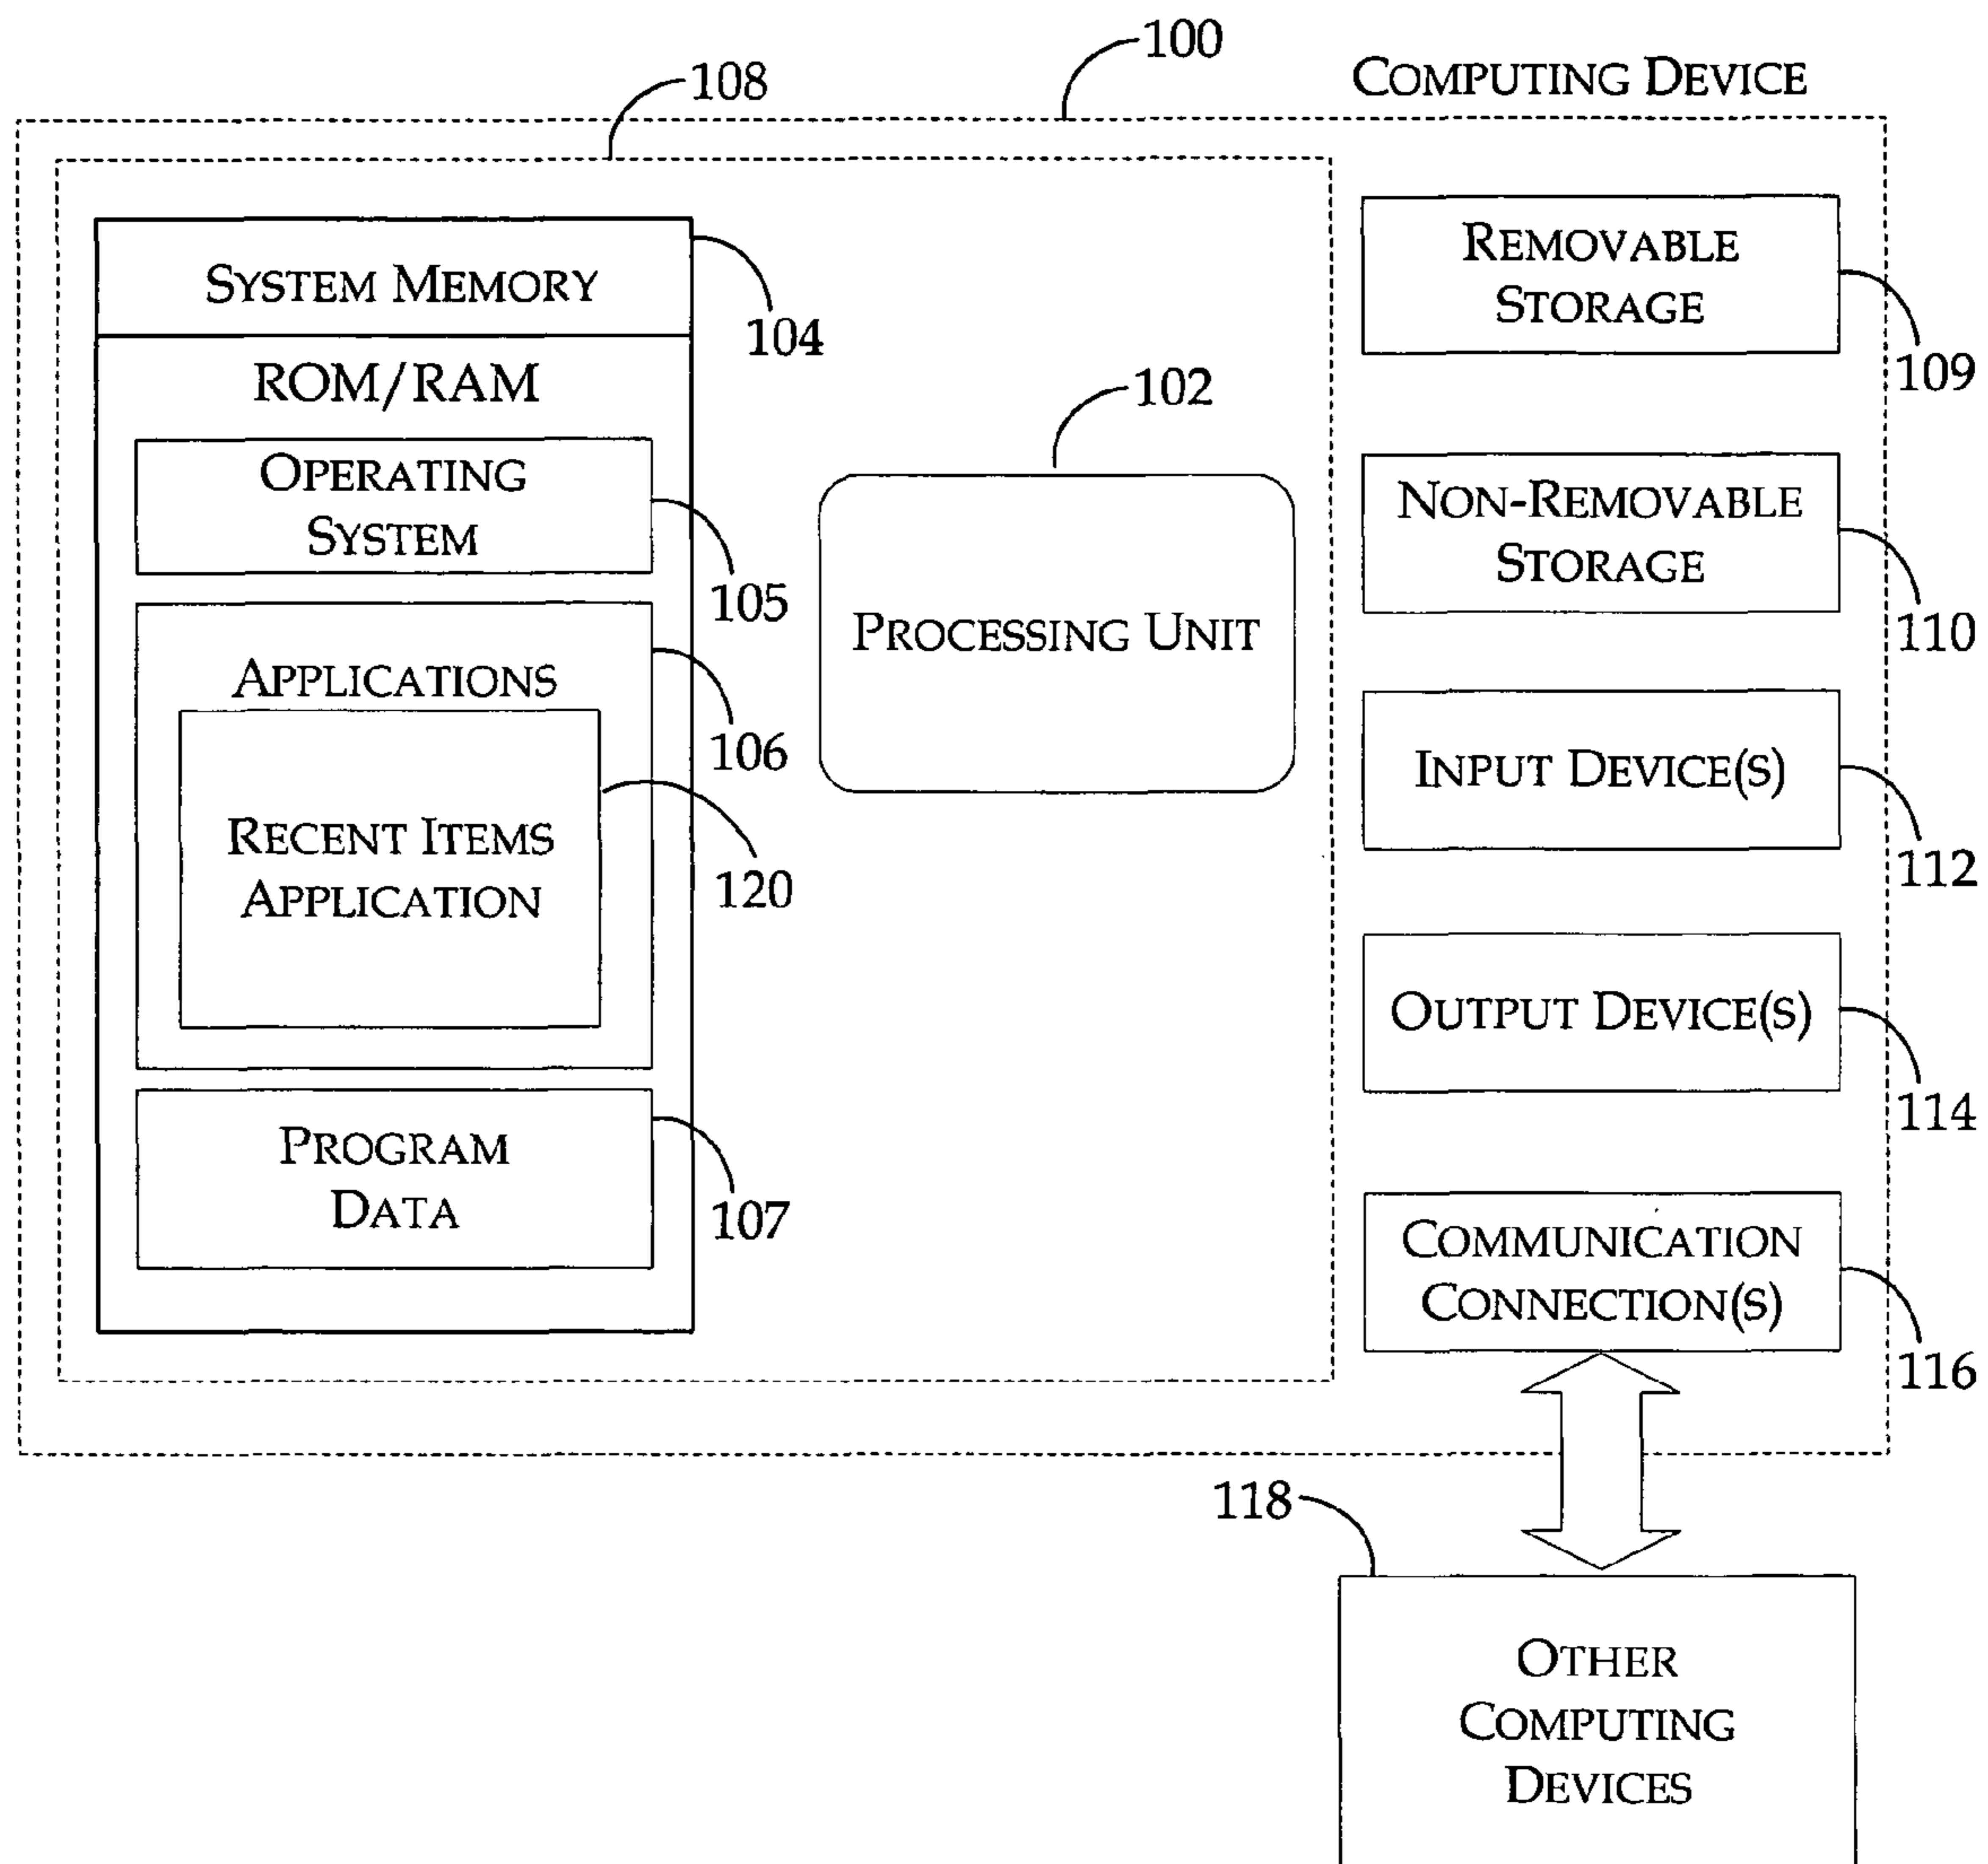 100
COMPUTING DEVICE
108
SYSTEM MEMORY
104
ROM/RAM
OPERATING
SYSTEM
105
APPLICATIONS
106
RECENT ITEMS
APPLICATION
120
PROGRAM
DATA
107
102
PROCESSING UNIT
REMOVABLE
STORAGE
109
NON-REMOVABLE
STORAGE
110
INPUT DEVICE(S)
112
OUTPUT DEVICE(S)
114
COMMUNICATION
CONNECTION(S)
116
118
OTHER
COMPUTING
DEVICES